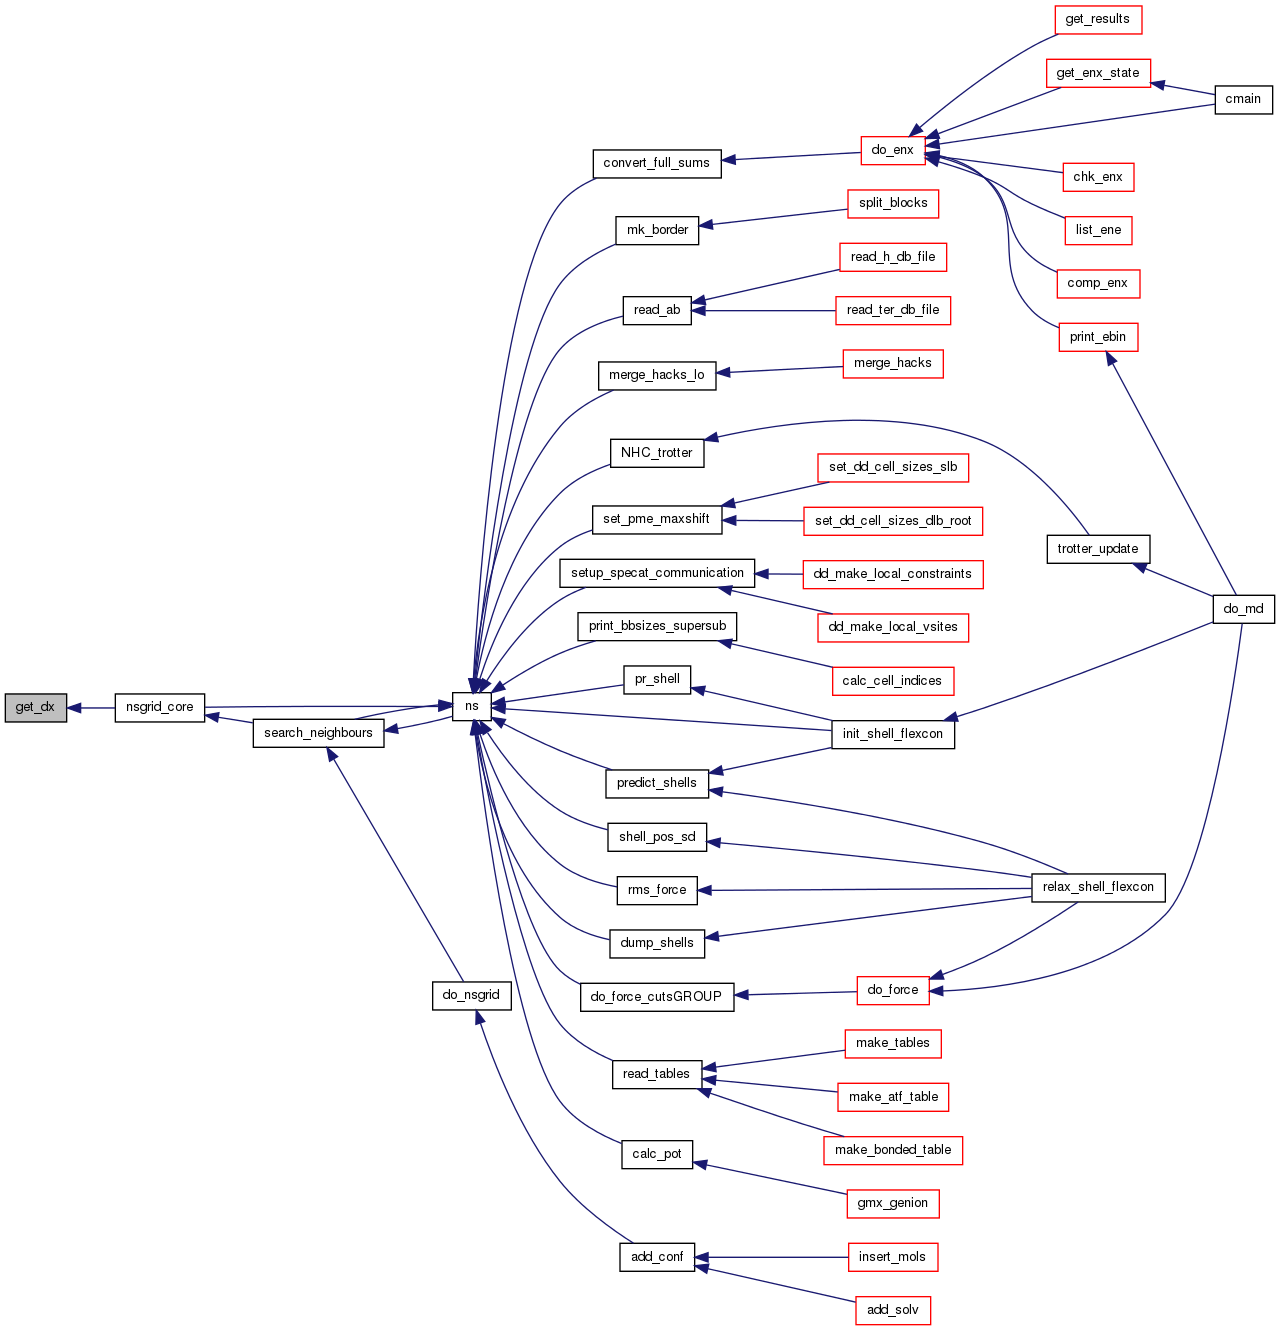 get_results
get_enx_state
cmain
do_enx
convert_full_sums
chk_enx
split_blocks
mk_border
list_ene
read_h_db_file
comp_enx
read_ab
read_ter_db_file
print_ebin
merge_hacks
merge_hacks_lo
NHC_trotter
set_dd_cell_sizes_slb
set_pme_maxshift
set_dd_cell_sizes_dlb_root
trotter_update
setup_specat_communication
dd_make_local_constraints
do_md
print_bbsizes_supersub
dd_make_local_vsites
pr_shell
calc_cell_indices
get_dx
nsgrid_core
ns
search_neighbours
init_shell_flexcon
predict_shells
shell_pos_sd
rms_force
relax_shell_flexcon
dump_shells
do_nsgrid
do_force_cutsGROUP
do_force
make_tables
read_tables
make_atf_table
calc_pot
make_bonded_table
gmx_genion
add_conf
insert_mols
add_solv